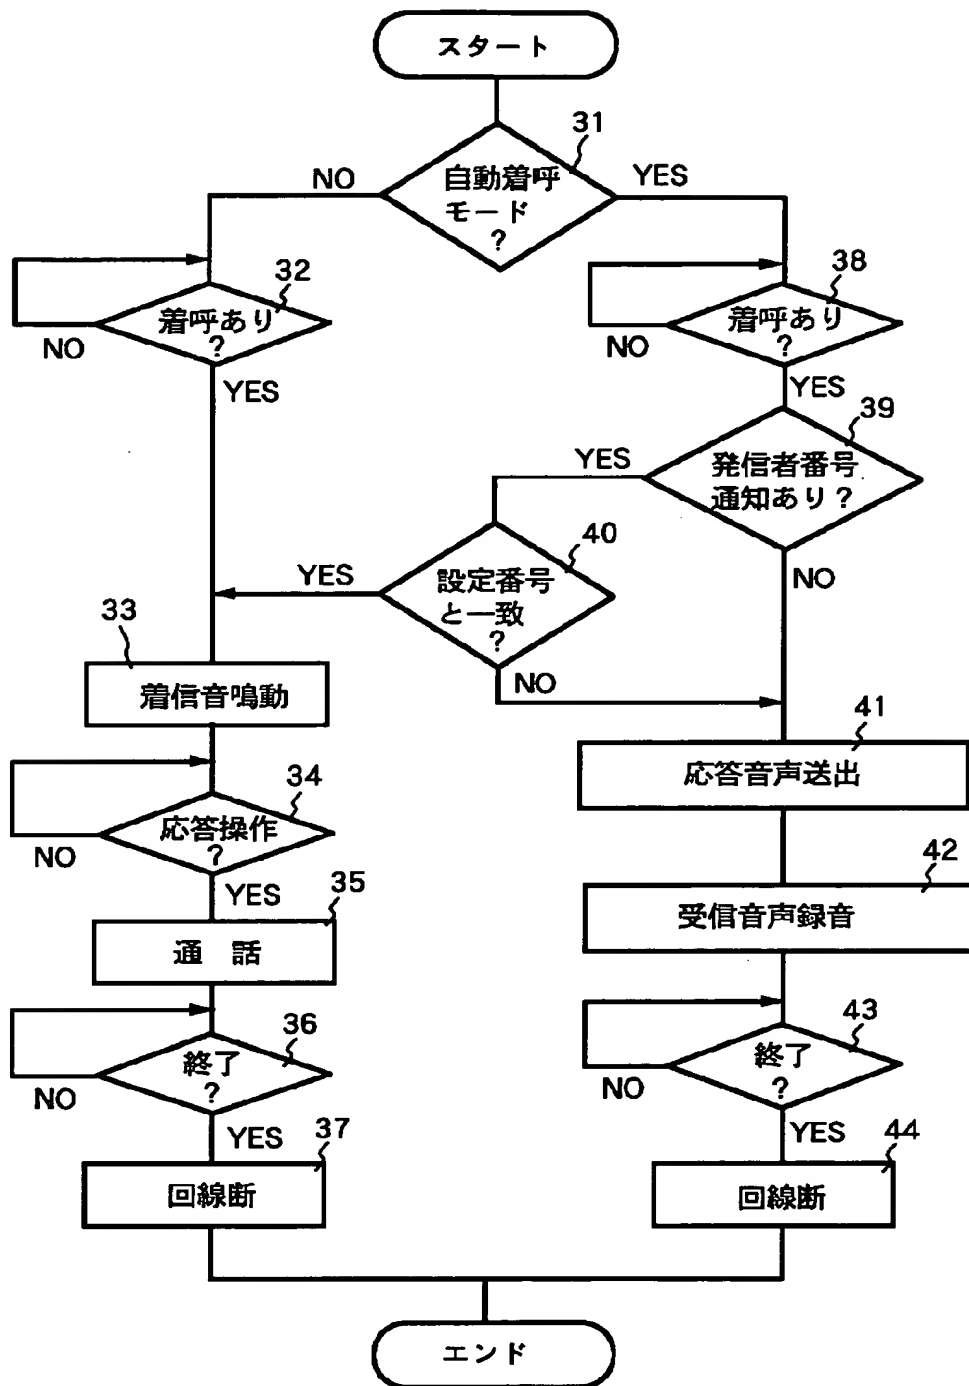 スタート
31
自動着呼
モード
?
NO
YES
32
着呼あり
?
NO
YES
38
着呼あり
?
NO
YES
39
発信者番号
通知あり?
YES
NO
40
設定番号
と一致
?
YES
NO
33
着信音鳴動
34
応答操作
?
NO
YES
35
通 話
36
終了
?
NO
YES
37
回線断
41
応答音声送出
42
受信音声録音
43
終了
?
NO
YES
44
回線断
エンド